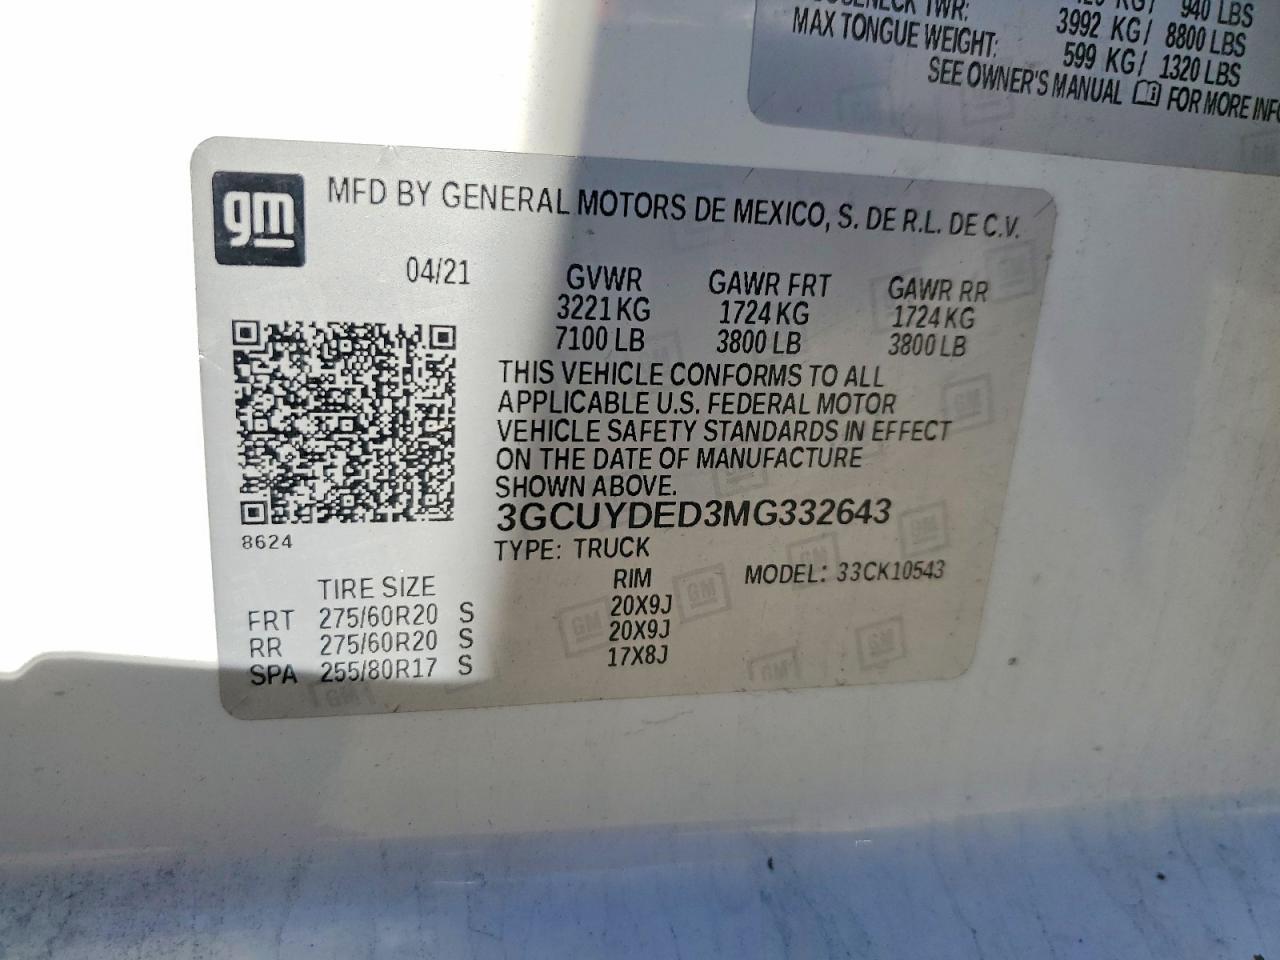 940 LBS
TWR: 3992 KG/ 8800 LBS
MAX TONGUE WEIGHT: 599 KG/ 1320 LBS
SEE OWNER'S MANUAL FOR MORE INFO
gm
MFD BY GENERAL MOTORS DE MEXICO, S. DE R.L. DE C.V.
04/21
GVWR GAWR FRT GAWR RR
3221 KG 1724 KG 1724 KG
7100 LB 3800 LB 3800 LB
THIS VEHICLE CONFORMS TO ALL
APPLICABLE U.S. FEDERAL MOTOR
VEHICLE SAFETY STANDARDS IN EFFECT
ON THE DATE OF MANUFACTURE
SHOWN ABOVE.
3GCUYDED3MG332643
8624
TYPE: TRUCK
MODEL: 33CK10543
TIRE SIZE RIM
FRT 275/60R20 S 20X9J
RR 275/60R20 S 20X9J
SPA 255/80R17 S 17X8J